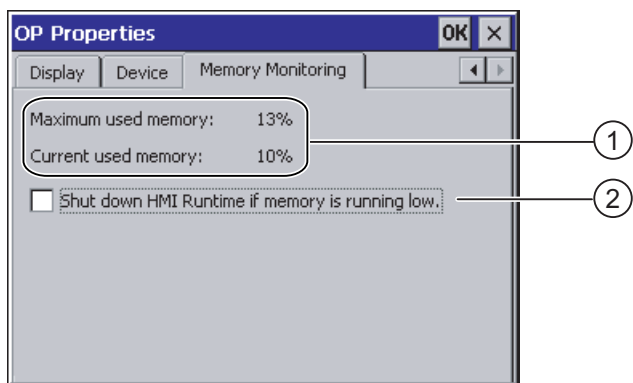 OP Properties OK ×
Display Device Memory Monitoring
Maximum used memory: 13%
Current used memory: 10%
Shut down HMI Runtime if memory is running low.
1
2